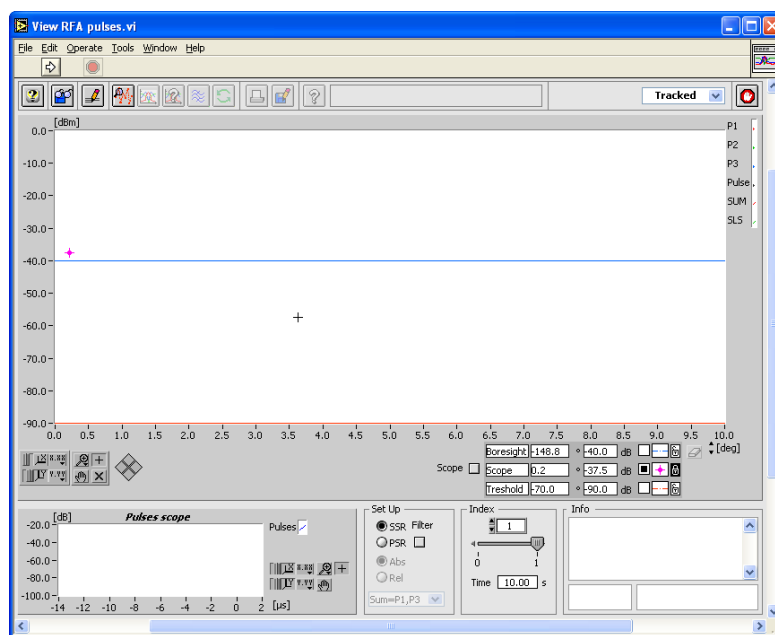 View RFA pulses.vi
File Edit Operate Tools Window Help
Tracked
[dBm]
0.0
-10.0
-20.0
-30.0
-40.0
-50.0
-60.0
-70.0
-80.0
-90.0
P1
P2
P3
Pulse
SUM
SLS
0.0 0.5 1.0 1.5 2.0 2.5 3.0 3.5 4.0 4.5 5.0 5.5 6.0 6.5 7.0 7.5 8.0 8.5 9.0 9.5 10.0
[deg]
Boresight -148.8 ° -40.0 dB
Scope Scope 0.2 ° -37.5 dB
Treshold -70.0 ° -90.0 dB
X X.XX
Y Y.YY
[dB] Pulses scope
-20.0
-40.0
-60.0
-80.0
-100.0
-14 -12 -10 -8 -6 -4 -2 0 2 [µs]
Pulses
X X.XX
Y Y.YY
Set Up
SSR Filter
PSR
Abs
Rel
Sum=P1,P3
Index
1
0 1
Time 10.00 s
Info